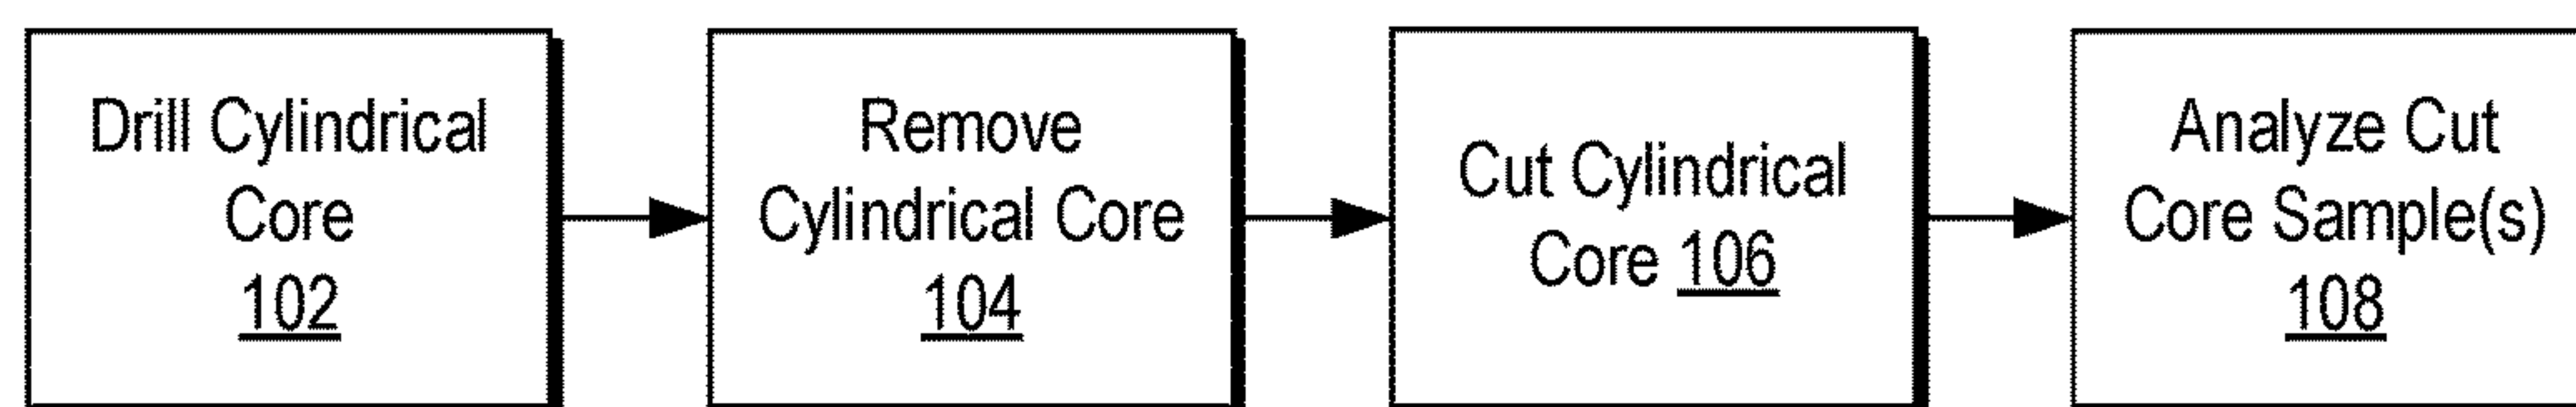 Drill Cylindrical
Core
102
Remove
Cylindrical Core
104
Cut Cylindrical
Core 106
Analyze Cut
Core Sample(s)
108